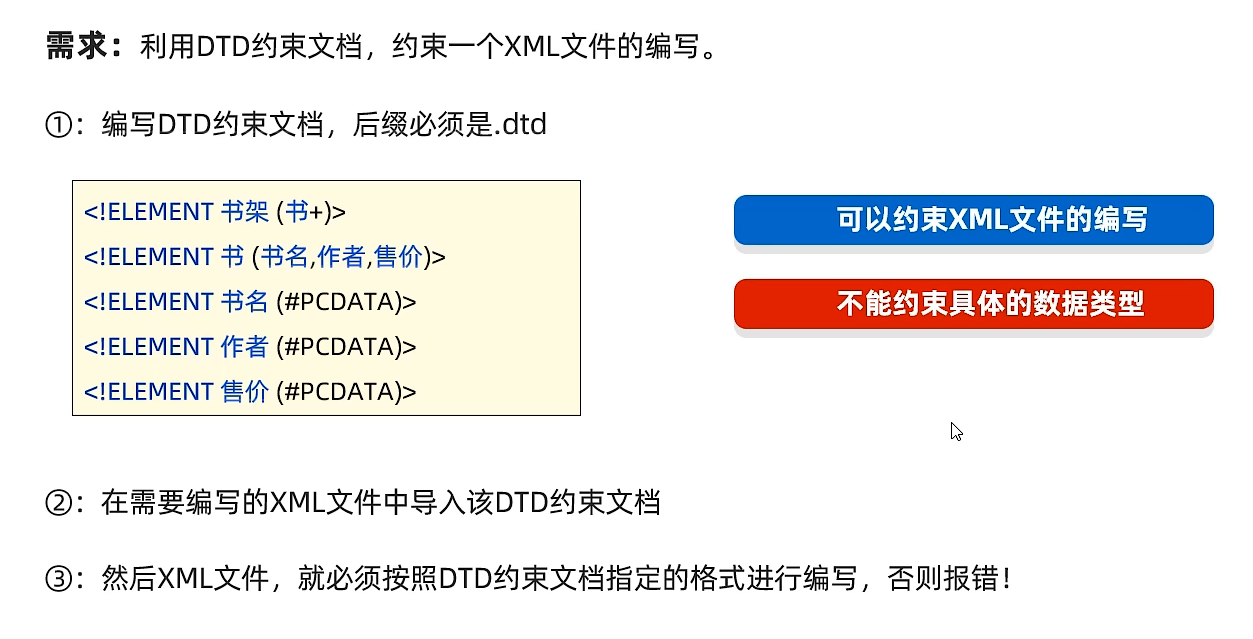 需求：利用DTD约束文档，约束一个XML文件的编写。
①：编写DTD约束文档，后缀必须是.dtd
<!ELEMENT 书架 (书+)>
<!ELEMENT 书 (书名,作者,售价)>
<!ELEMENT 书名 (#PCDATA)>
<!ELEMENT 作者 (#PCDATA)>
<!ELEMENT 售价 (#PCDATA)>
可以约束XML文件的编写
不能约束具体的数据类型
②：在需要编写的XML文件中导入该DTD约束文档
③：然后XML文件，就必须按照DTD约束文档指定的格式进行编写，否则报错！